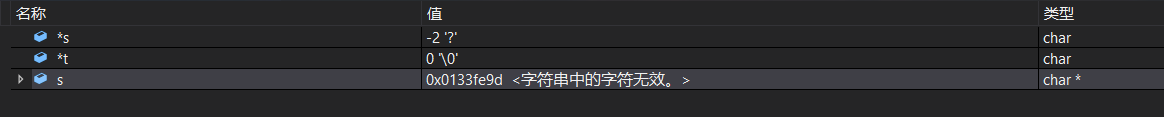 名称 值 类型
*s -2 '?' char
*t 0 '\0' char
s 0x0133fe9d <字符串中的字符无效。> char *